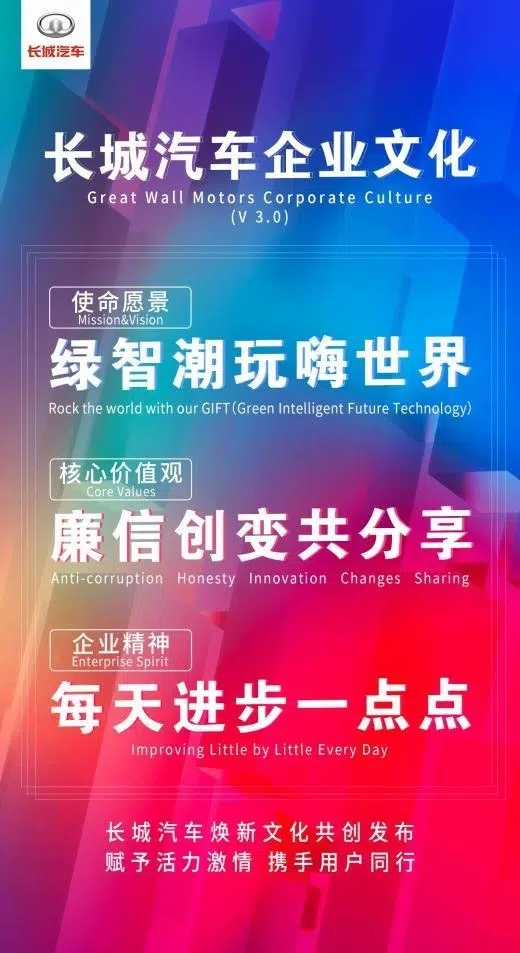 长城汽车
长城汽车企业文化
Great Wall Motors Corporate Culture
(V 3.0)
使命愿景
Mission&Vision
绿智潮玩嗨世界
Rock the world with our GIFT(Green Intelligent Future Technology)
核心价值观
Core Values
廉信创变共分享
Anti-corruption Honesty Innovation Changes Sharing
企业精神
Enterprise Spirit
每天进步一点点
Improving Little by Little Every Day
长城汽车焕新文化共创发布
赋予活力激情 携手用户同行